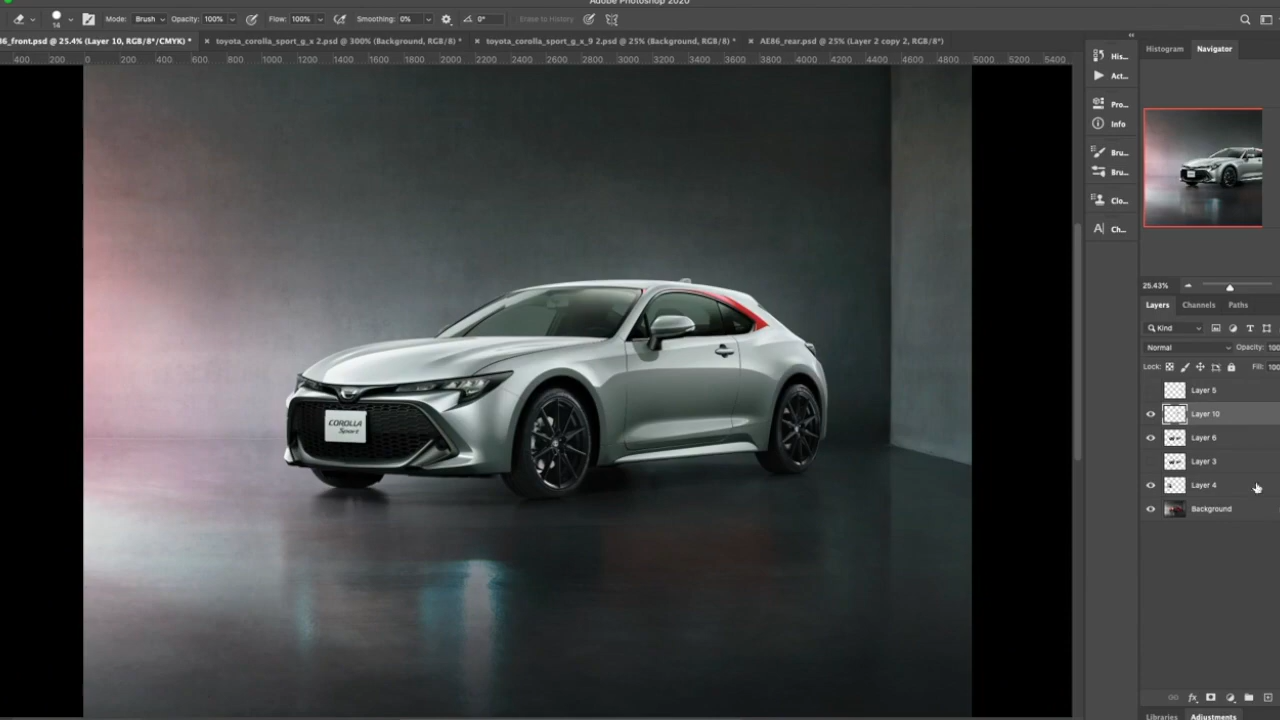 Adobe Photoshop 2020
14 Mode: Brush Opacity: 100% Flow: 100% Smoothing: 0% 0° Erase to History
86_front.psd @ 25.4% (Layer 10, RGB/8*/CMYK) * × toyota_corolla_sport_g_x 2.psd @ 300% (Background, RGB/8) * × toyota_corolla_sport_g_x_9 2.psd @ 25% (Background, RGB/8) * × AE86_rear.psd @ 25% (Layer 2 copy 2, RGB/8*)
400 200 0 200 400 600 800 1000 1200 1400 1600 1800 2000 2200 2400 2600 2800 3000 3200 3400 3600 3800 4000 4200 4400 4600 4800 5000 5200 5400
His...
Act...
Pro...
Info
Bru...
Bru...
Clo...
A| Ch...
Histogram Navigator
25.43%
Layers Channels Paths
Kind
Normal Opacity: 100
Lock: Fill: 100
Layer 5
Layer 10
Layer 6
Layer 3
Layer 4
Background
fx
Libraries Adjustments
COROLLA
Sport